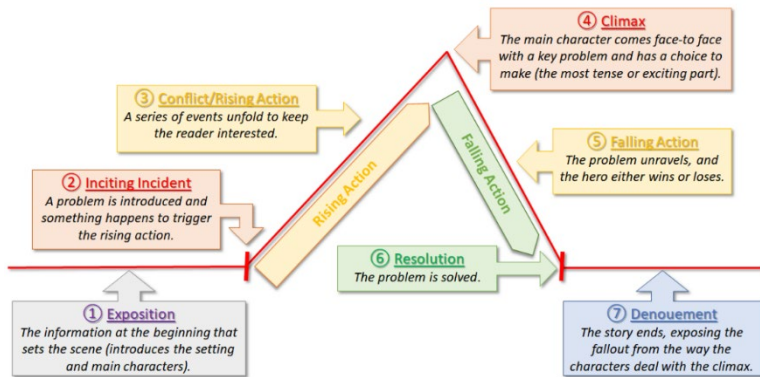 ① Exposition
The information at the beginning that
sets the scene (introduces the setting
and main characters).
② Inciting Incident
A problem is introduced and
something happens to trigger
the rising action.
③ Conflict/Rising Action
A series of events unfold to keep
the reader interested.
Rising Action
④ Climax
The main character comes face-to face
with a key problem and has a choice to
make (the most tense or exciting part).
Falling Action
⑤ Falling Action
The problem unravels, and
the hero either wins or loses.
⑥ Resolution
The problem is solved.
⑦ Denouement
The story ends, exposing the
fallout from the way the
characters deal with the climax.